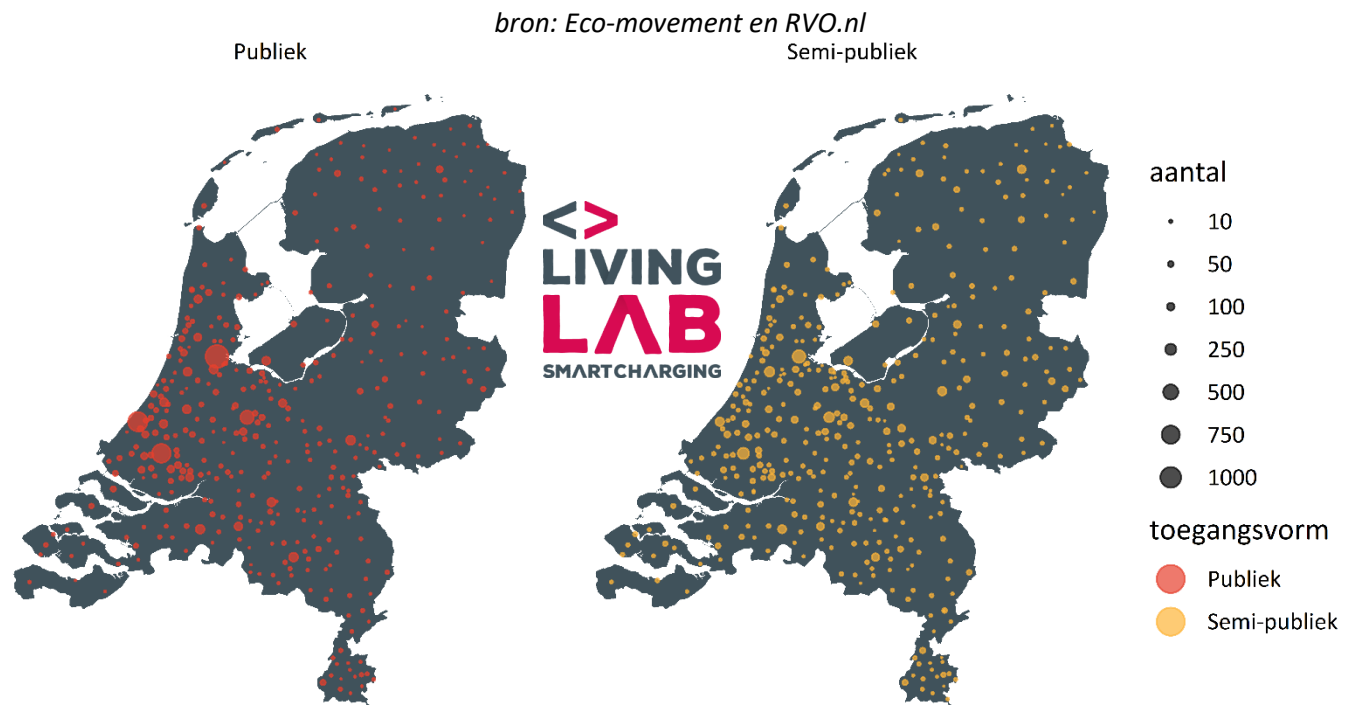 bron: Eco-movement en RVO.nl
Publiek
Semi-publiek
<>
LIVING
LAB
SMARTCHARGING
aantal
10
50
100
250
500
750
1000
toegangsvorm
Publiek
Semi-publiek